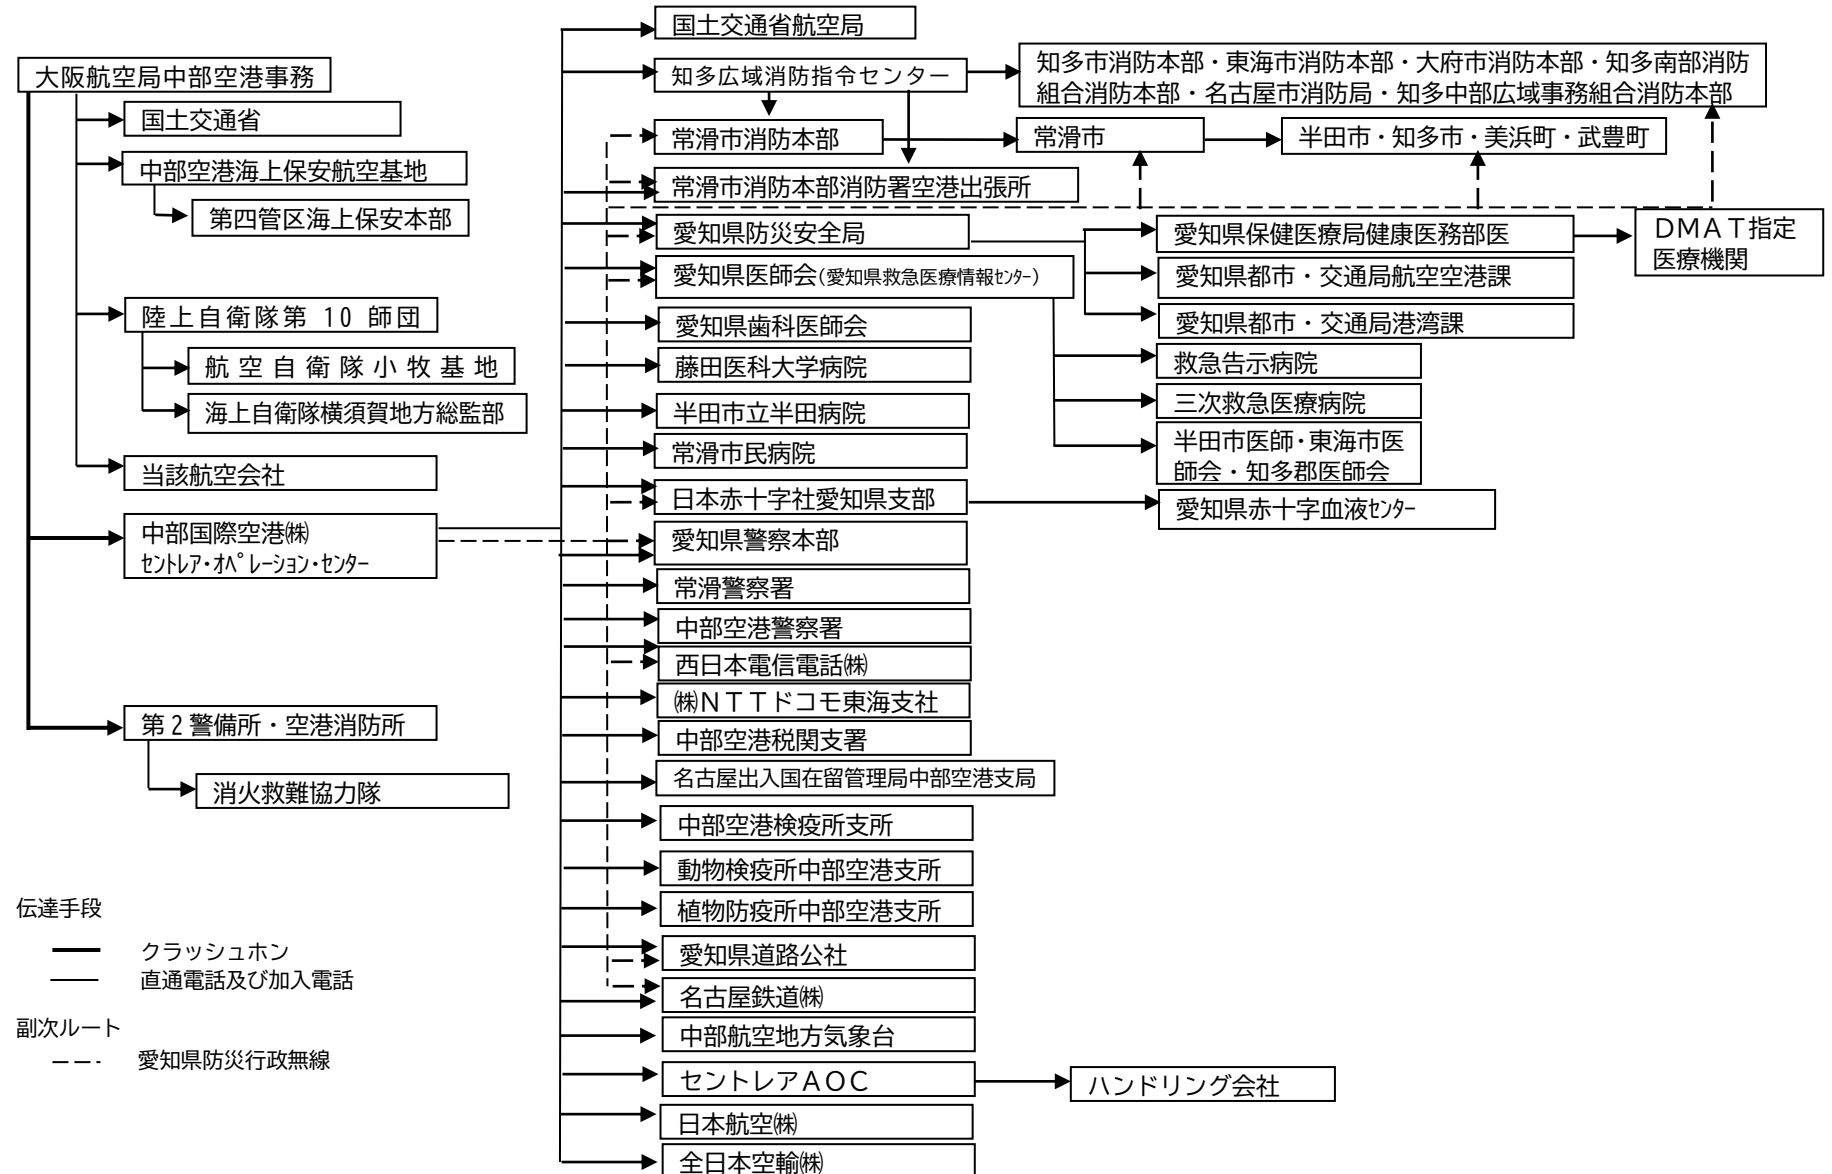 大阪航空局中部空港事務
国土交通省
中部空港海上保安航空基地
第四管区海上保安本部
陸上自衛隊第 10 師団
航空自衛隊小牧基地
海上自衛隊横須賀地方総監部
当該航空会社
中部国際空港㈱
ｾﾝﾄﾚｱ・ｵﾍﾟﾚｰｼｮﾝ・ｾﾝﾀｰ
第２警備所・空港消防所
消火救難協力隊
国土交通省航空局
知多広域消防指令センター
知多市消防本部・東海市消防本部・大府市消防本部・知多南部消防
組合消防本部・名古屋市消防局・知多中部広域事務組合消防本部
常滑市消防本部
常滑市
半田市・知多市・美浜町・武豊町
常滑市消防本部消防署空港出張所
愛知県防災安全局
愛知県保健医療局健康医務部医
ＤＭＡＴ指定
医療機関
愛知県医師会(愛知県救急医療情報ｾﾝﾀｰ)
愛知県都市・交通局航空空港課
愛知県都市・交通局港湾課
愛知県歯科医師会
藤田医科大学病院
救急告示病院
半田市立半田病院
三次救急医療病院
常滑市民病院
半田市医師・東海市医
師会・知多郡医師会
日本赤十字社愛知県支部
愛知県赤十字血液ｾﾝﾀｰ
愛知県警察本部
常滑警察署
中部空港警察署
西日本電信電話㈱
㈱ＮＴＴドコモ東海支社
中部空港税関支署
名古屋出入国在留管理局中部空港支局
中部空港検疫所支所
動物検疫所中部空港支所
植物防疫所中部空港支所
愛知県道路公社
名古屋鉄道㈱
中部航空地方気象台
セントレアＡＯＣ
ハンドリング会社
日本航空㈱
全日本空輸㈱
伝達手段
クラッシュホン
直通電話及び加入電話
副次ルート
愛知県防災行政無線